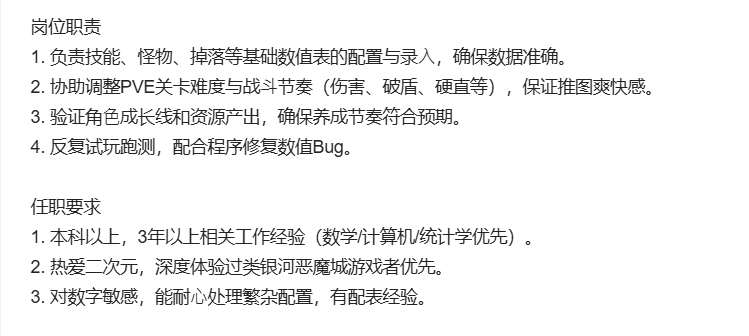 岗位职责
1. 负责技能、怪物、掉落等基础数值表的配置与录入，确保数据准确。
2. 协助调整PVE关卡难度与战斗节奏（伤害、破盾、硬直等），保证推图爽快感。
3. 验证角色成长线和资源产出，确保养成节奏符合预期。
4. 反复试玩跑测，配合程序修复数值Bug。
任职要求
1. 本科以上，3年以上相关工作经验（数学/计算机/统计学优先）。
2. 热爱二次元，深度体验过类银河恶魔城游戏者优先。
3. 对数字敏感，能耐心处理繁杂配置，有配表经验。